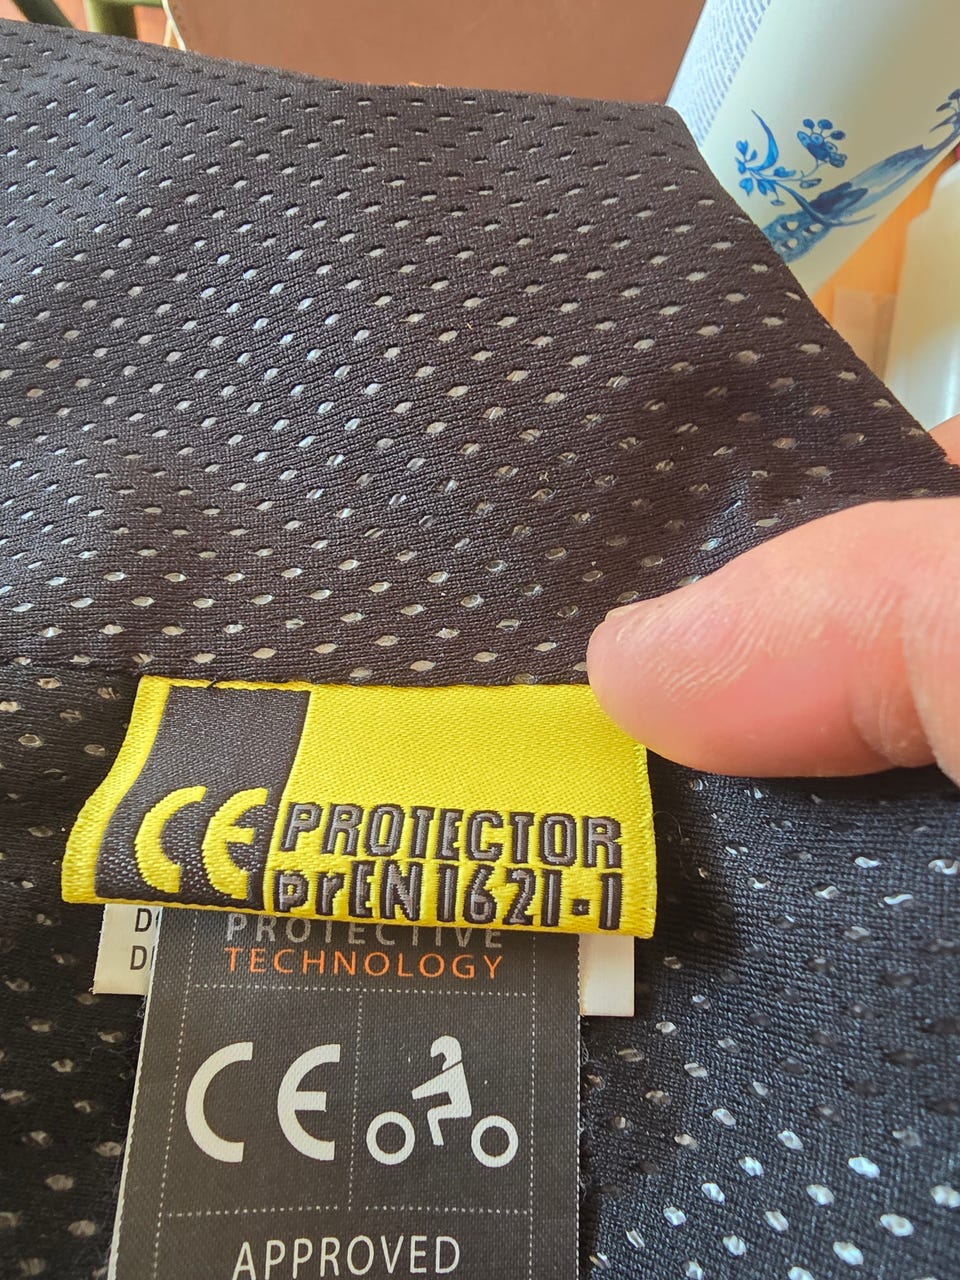 CE
PROTECTOR
prEN 1621-1
PROTECTIVE
TECHNOLOGY
CE
APPROVED